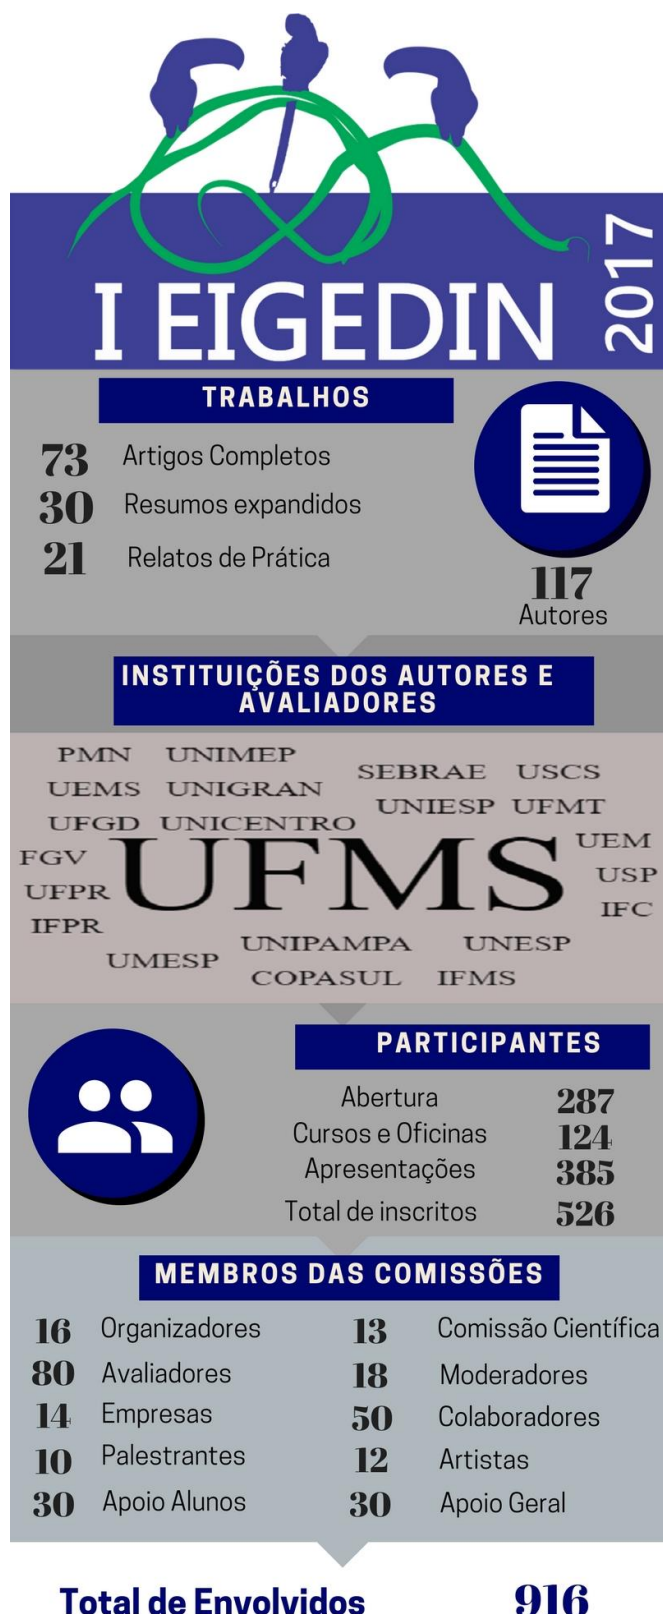 I EIGEDIN 2017
TRABALHOS
73 Artigos Completos
30 Resumos expandidos
21 Relatos de Prática
117
Autores
INSTITUIÇÕES DOS AUTORES E
AVALIADORES
PMN UNIMEP
SEBRAE USCS
UEMS UNIGRAN
UNIESP UFMT
UFGD UNICENTRO
UEM
FGV
UFMS
USP
UFPR
IFC
IFPR
UNIPAMPA UNESP
UMESP
COPASUL IFMS
PARTICIPANTES
Abertura 287
Cursos e Oficinas 124
Apresentações 385
Total de inscritos 526
MEMBROS DAS COMISSÕES
16 Organizadores 13 Comissão Científica
80 Avaliadores 18 Moderadores
14 Empresas 50 Colaboradores
10 Palestrantes 12 Artistas
30 Apoio Alunos 30 Apoio Geral
Total de Envolvidos 916